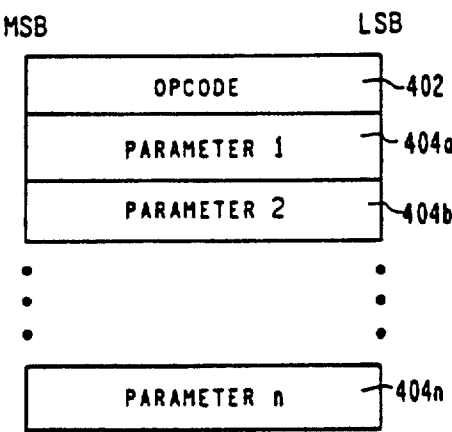 MSB LSB
OPCODE 402
PARAMETER 1 404a
PARAMETER 2 404b
PARAMETER n 404n